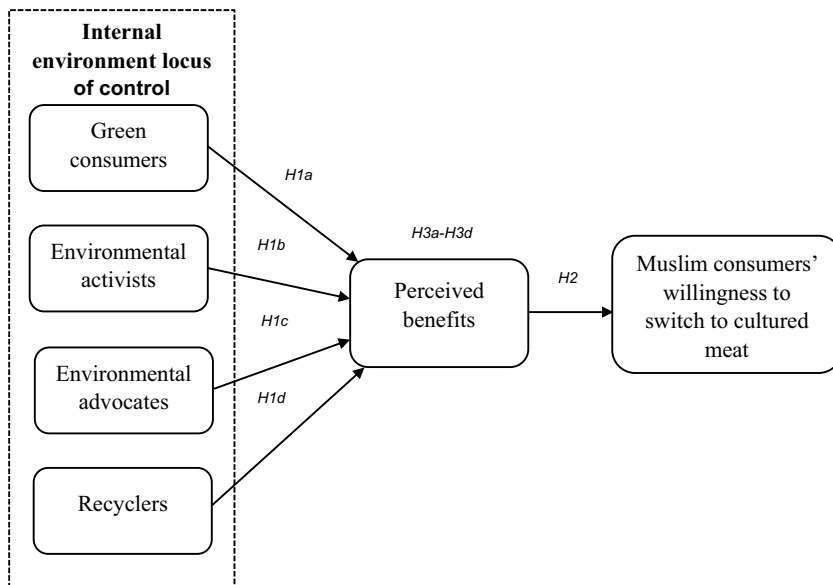 Internal
environment locus
of control
Green
consumers
H1a
Environmental
activists
H1b
H1c
Environmental
advocates
H1d
Recyclers
H3a-H3d
Perceived
benefits
H2
Muslim consumers’
willingness to
switch to cultured
meat